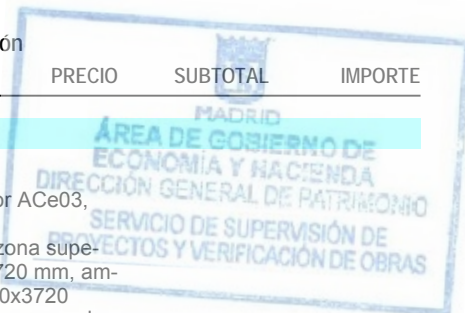 ón
PRECIO SUBTOTAL IMPORTE
MADRID
ÁREA DE GOBIERNO DE
ECONOMÍA Y HACIENDA
DIRECCIÓN GENERAL DE PATRIMONIO
SERVICIO DE SUPERVISIÓN DE
PROYECTOS Y VERIFICACIÓN DE OBRAS
or ACe03,
zona supe-
720 mm, am-
0x3720